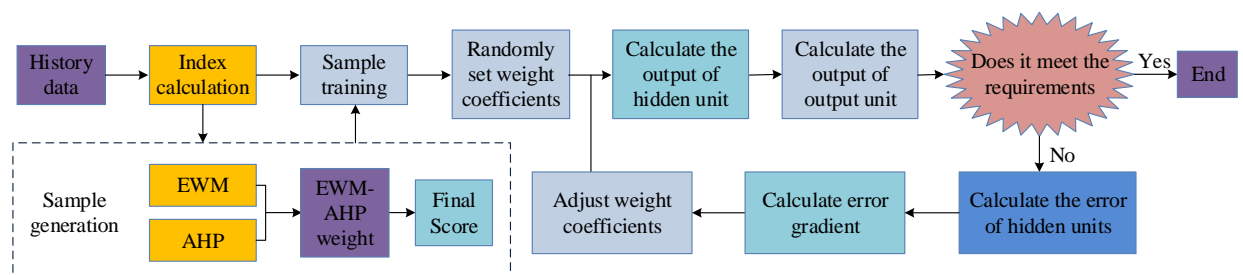 History
data
Index
calculation
Sample
training
Randomly
set weight
coefficients
Calculate the
output of
hidden unit
Calculate the
output of
output unit
Does it meet the
requirements
Yes
End
No
Sample
generation
EWM
AHP
EWM-
AHP
weight
Final
Score
Adjust weight
coefficients
Calculate error
gradient
Calculate the error
of hidden units